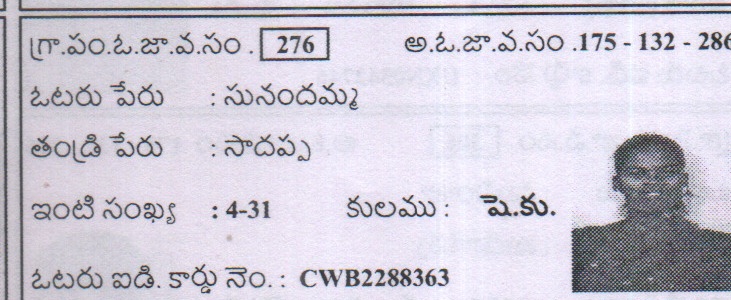 గ్రా.పం.ఓ.జా.వ.సం . 276 అ.ఓ.జా.వ.సం .175 - 132 - 286
ఓటరు పేరు : సునందమ్మ
తండ్రి పేరు : సాదప్ప
ఇంటి సంఖ్య : 4-31 కులము : షె.కు.
ఓటరు ఐడి. కార్డు నెం. : CWB2288363